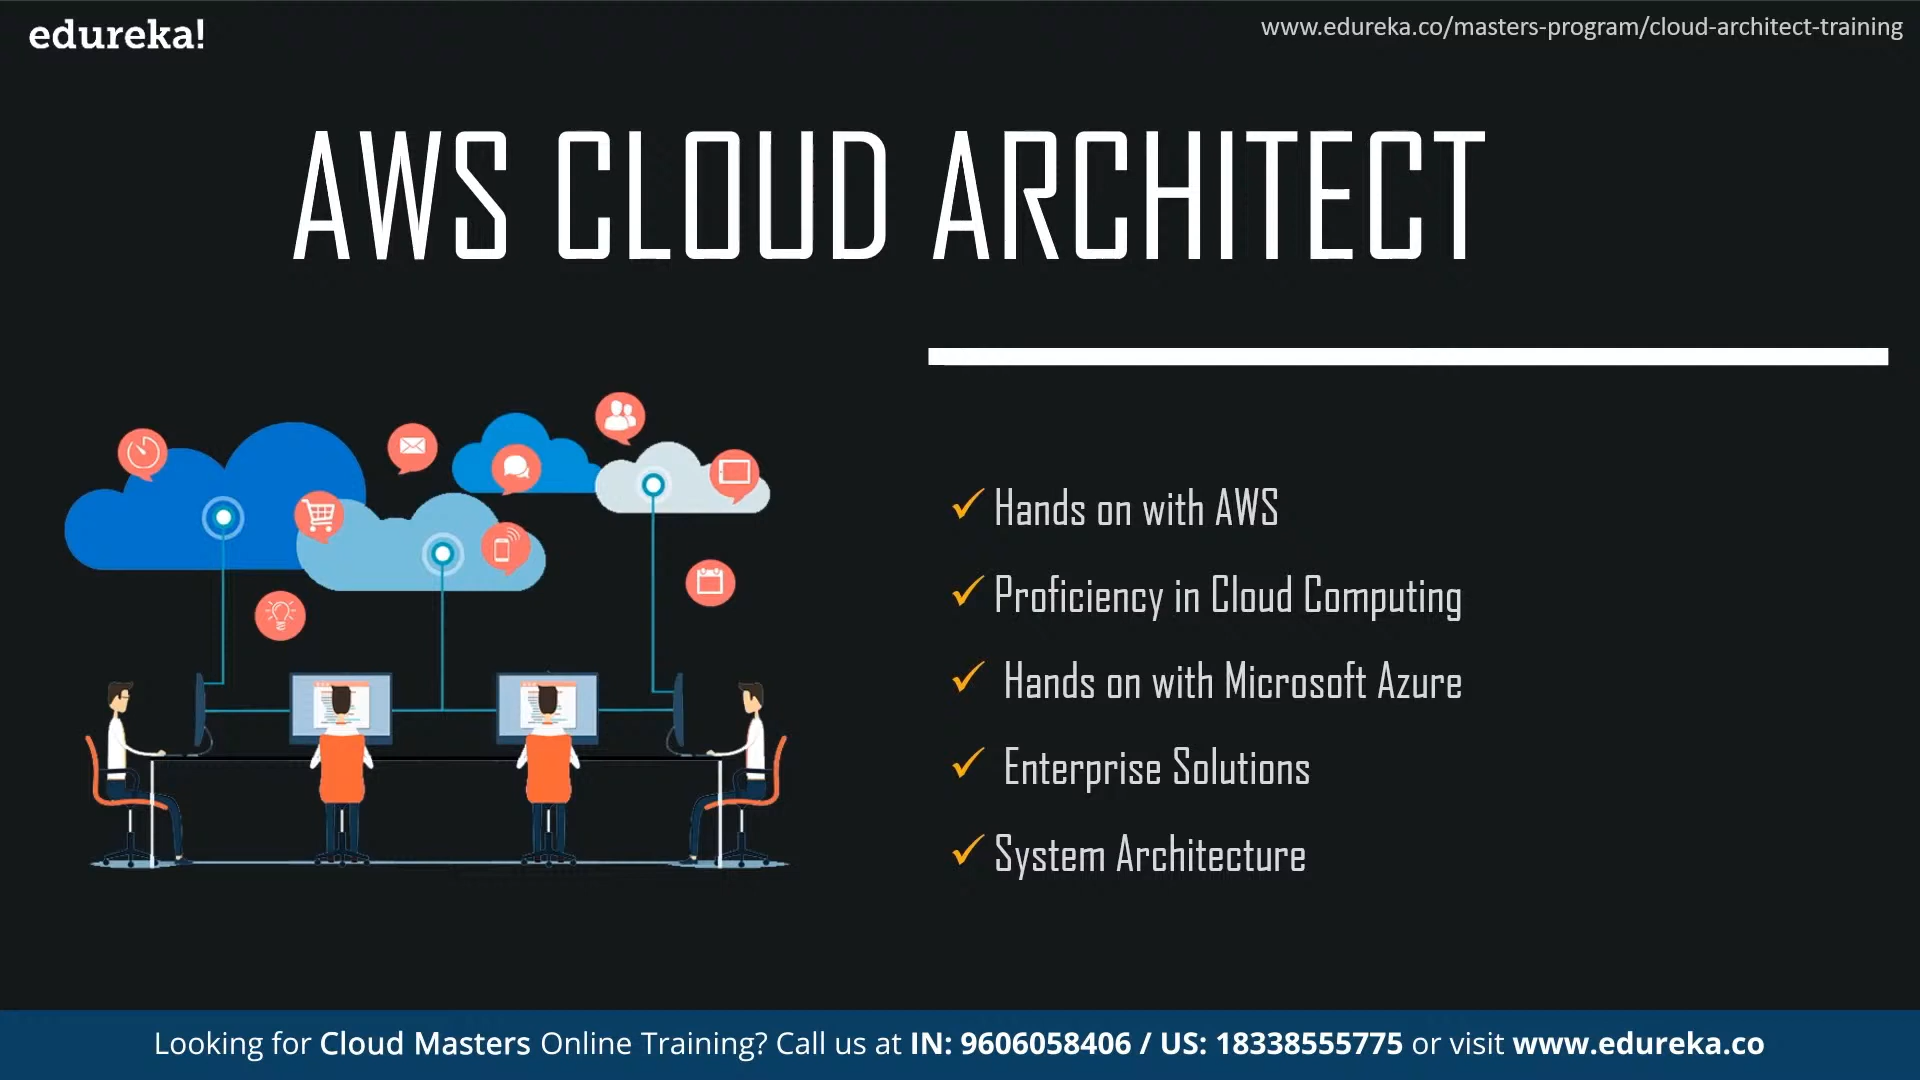 edureka!
www.edureka.co/masters-program/cloud-architect-training
AWS CLOUD ARCHITECT
Hands on with AWS
Proficiency in Cloud Computing
Hands on with Microsoft Azure
Enterprise Solutions
System Architecture
Looking for Cloud Masters Online Training? Call us at IN: 9606058406 / US: 18338555775 or visit www.edureka.co